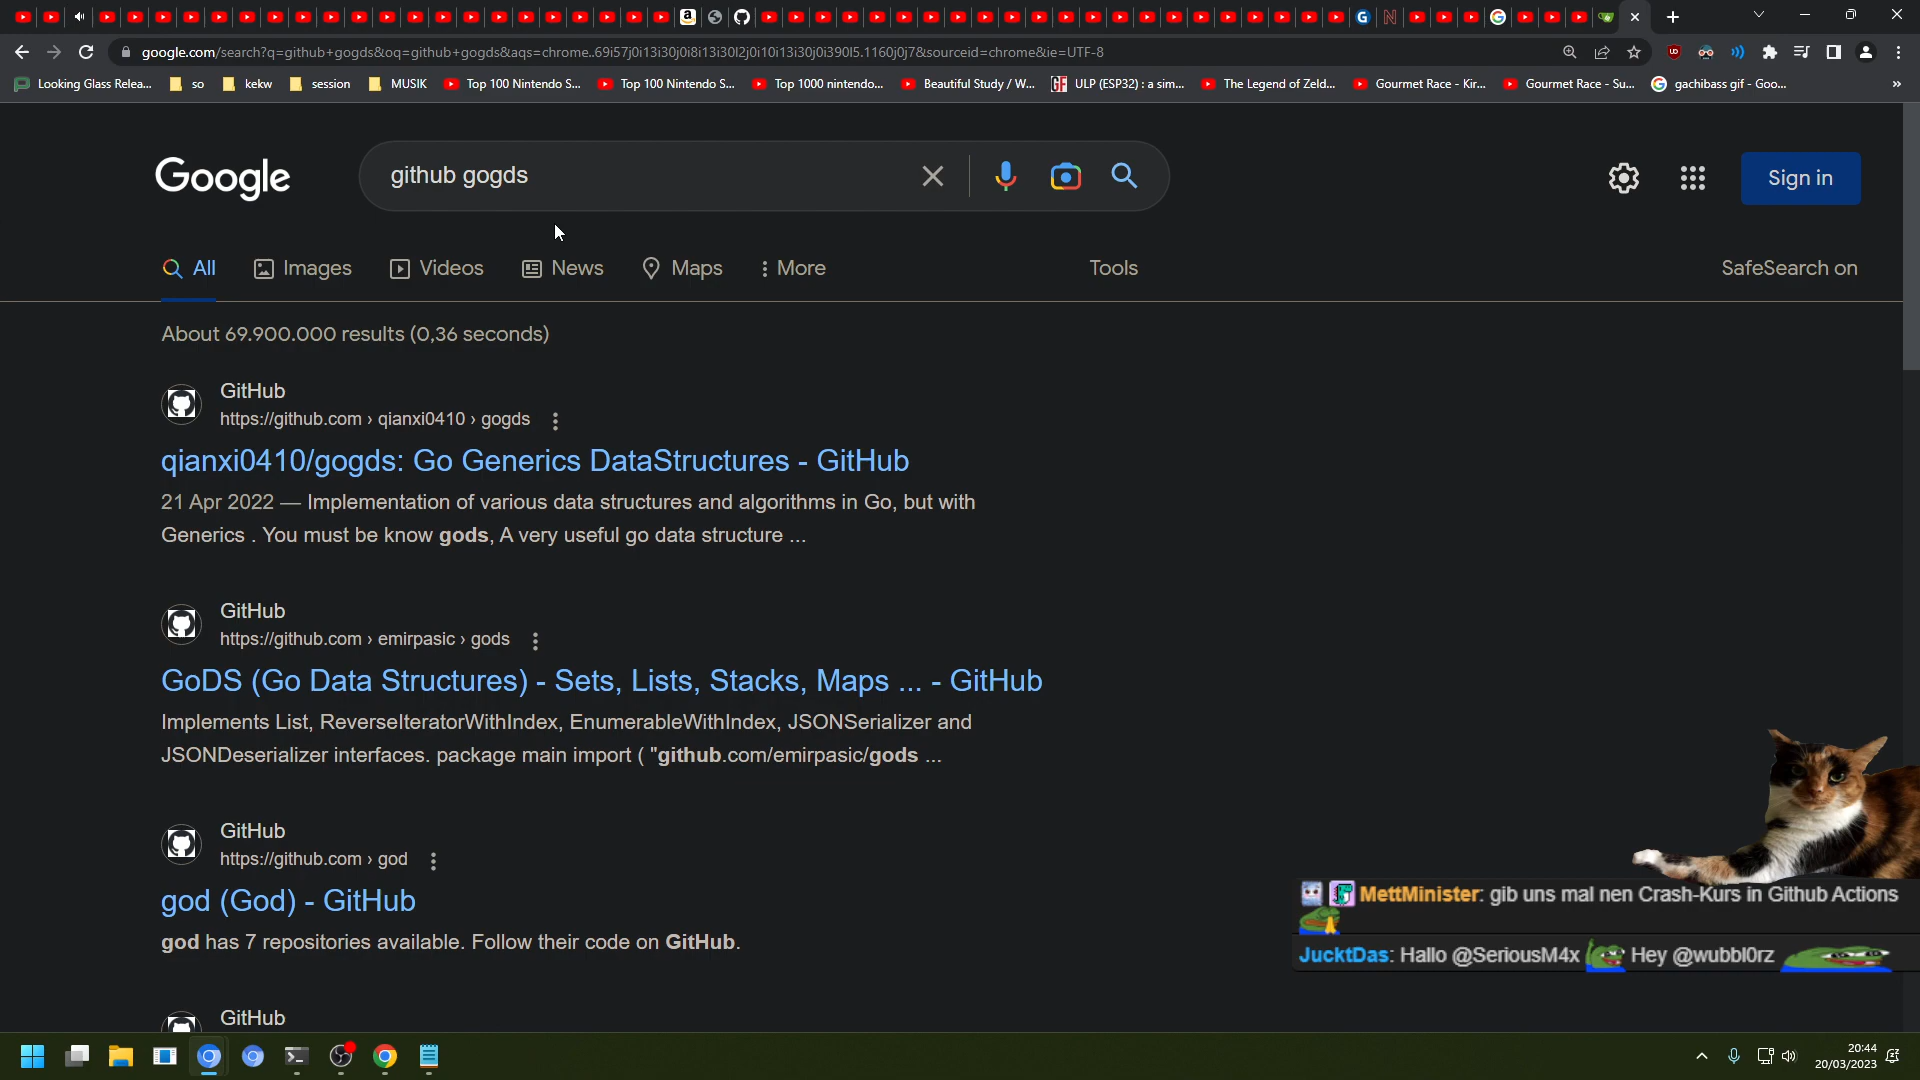 google.com/search?q=github+gogds&oq=github+gogds&aqs=chrome..69i57j0i13i30j0i8i13i30l2j0i10i13i30j0i390l5.1160j0j7&sourceid=chrome&ie=UTF-8
Looking Glass Relea... so kekw session MUSIK Top 100 Nintendo S... Top 100 Nintendo S... Top 1000 nintendo... Beautiful Study / W... ULP (ESP32) : a sim... The Legend of Zeld... Gourmet Race - Kir... Gourmet Race - Su... gachibass gif - Goo... »
Google github gogds Sign in
All Images Videos News Maps More Tools SafeSearch on
About 69.900.000 results (0,36 seconds)
GitHub
https://github.com › qianxi0410 › gogds
qianxi0410/gogds: Go Generics DataStructures - GitHub
21 Apr 2022 — Implementation of various data structures and algorithms in Go, but with
Generics . You must be know gods, A very useful go data structure ...
GitHub
https://github.com › emirpasic › gods
GoDS (Go Data Structures) - Sets, Lists, Stacks, Maps ... - GitHub
Implements List, ReverseIteratorWithIndex, EnumerableWithIndex, JSONSerializer and
JSONDeserializer interfaces. package main import ( "github.com/emirpasic/gods ...
GitHub
https://github.com › god
god (God) - GitHub
god has 7 repositories available. Follow their code on GitHub.
GitHub
MettMinister: gib uns mal nen Crash-Kurs in Github Actions
JucktDas: Hallo @SeriousM4x Hey @wubbl0rz
20:44
20/03/2023